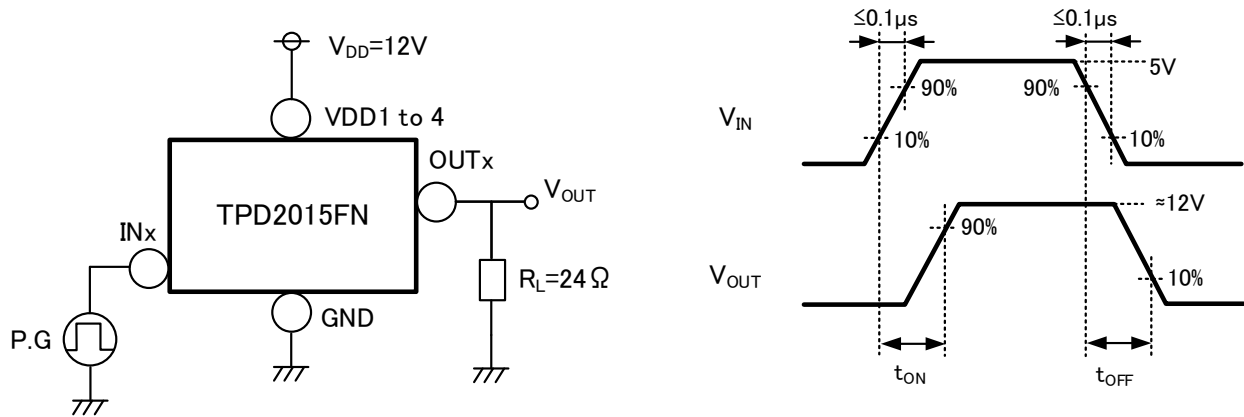 V_DD=12V
VDD1 to 4
OUTx
V_OUT
TPD2015FN
INx
R_L=24Ω
GND
P.G
≤0.1μs
≤0.1μs
5V
90%
90%
V_IN
10%
10%
≈12V
90%
V_OUT
10%
t_ON
t_OFF